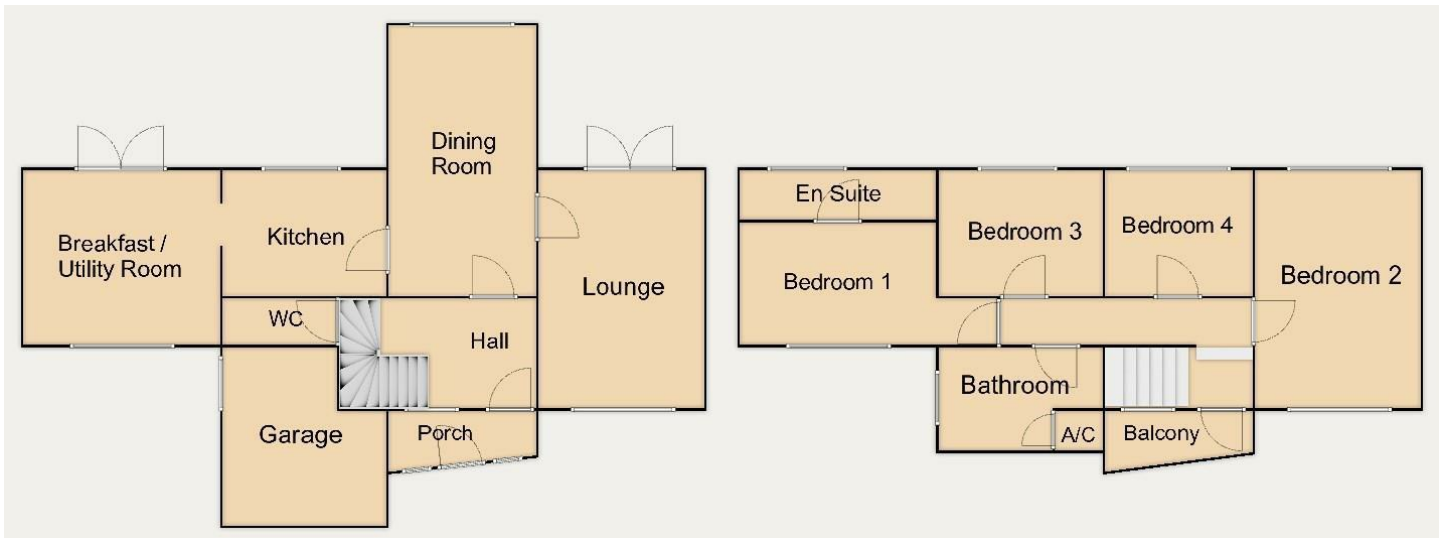 Dining
Room
Breakfast /
Utility Room
Kitchen
Lounge
WC
Hall
Garage
Porch
En Suite
Bedroom 1
Bedroom 3
Bedroom 4
Bedroom 2
Bathroom
A/C
Balcony